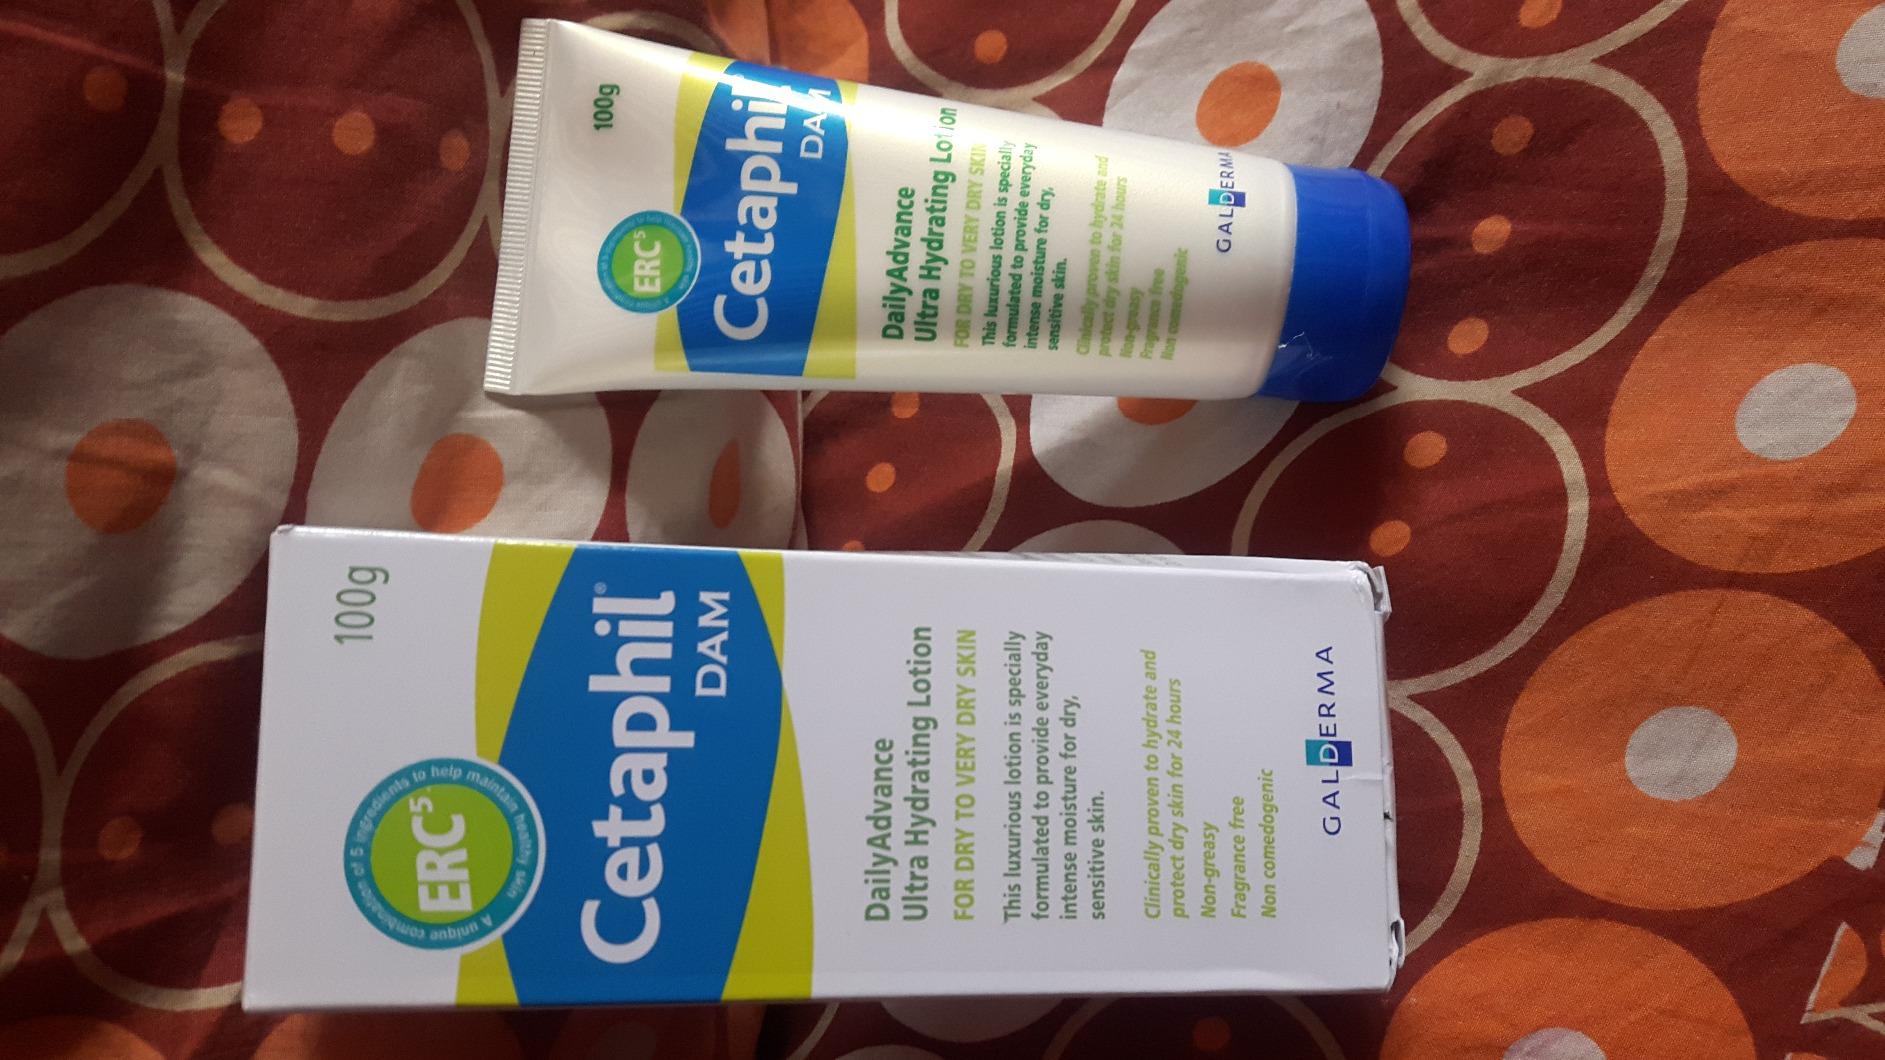 100g
ERC5
Cetaphil
DAM
DailyAdvance
Ultra Hydrating Lotion
FOR DRY TO VERY DRY SKIN
This luxurious lotion is specially
formulated to provide everyday
intense moisture for dry,
sensitive skin.
Clinically proven to hydrate and
protect dry skin for 24 hours
Non-greasy
Fragrance free
Non comedogenic
GALDERMA
100g
A unique combination of 5 ingredients to help maintain healthy skin
ERC5
Cetaphil®
DAM
DailyAdvance
Ultra Hydrating Lotion
FOR DRY TO VERY DRY SKIN
This luxurious lotion is specially
formulated to provide everyday
intense moisture for dry,
sensitive skin.
Clinically proven to hydrate and
protect dry skin for 24 hours
Non-greasy
Fragrance free
Non comedogenic
GALDERMA